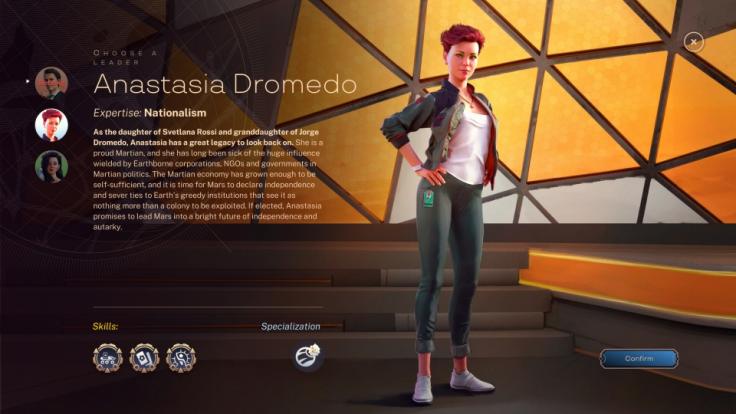 CHOOSE A
LEADER
Anastasia Dromedo
Expertise: Nationalism
As the daughter of Svetlana Rossi and granddaughter of Jorge
Dromedo, Anastasia has a great legacy to look back on. She is a
proud Martian, and she has long been sick of the huge influence
wielded by Earthborne corporations, NGOs and governments in
Martian politics. The Martian economy has grown enough to be
self-sufficient, and it is time for Mars to declare independence
and sever ties to Earth's greedy institutions that see it as
nothing more than a colony to be exploited. If elected, Anastasia
promises to lead Mars into a bright future of independence and
autarky.
Skills:
Specialization
Confirm